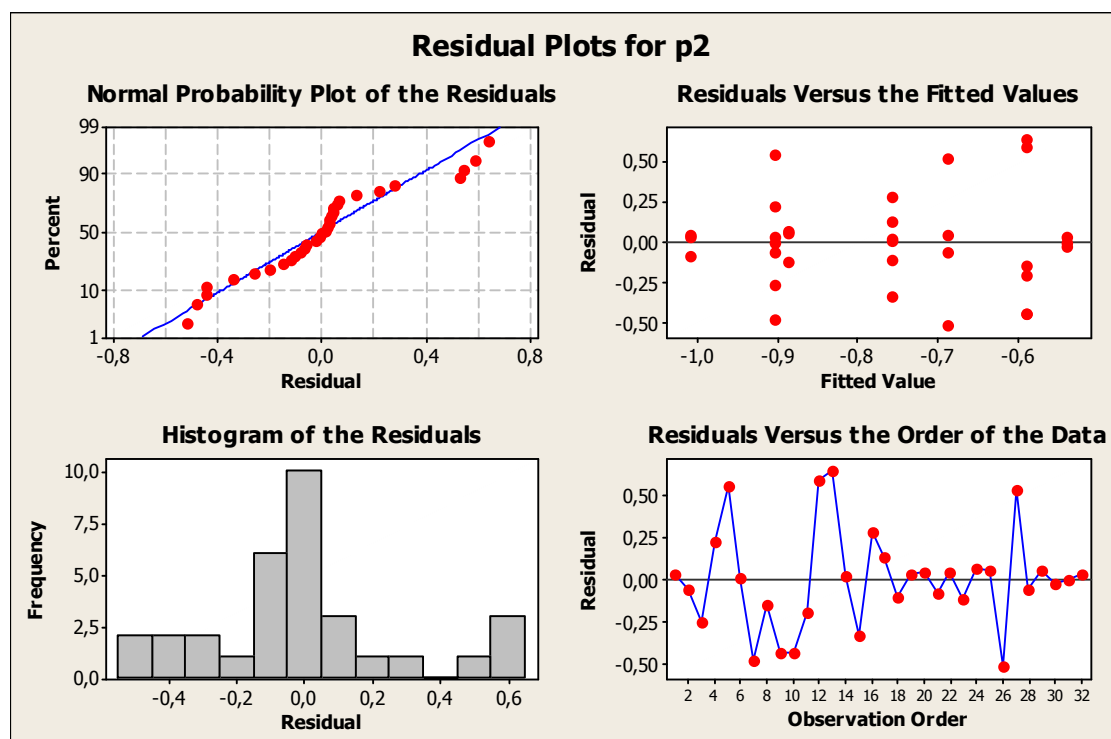 Residual Plots for p2
Normal Probability Plot of the Residuals
Percent
99
90
50
10
1
-0,8 -0,4 0,0 0,4 0,8
Residual
Residuals Versus the Fitted Values
Residual
0,50
0,25
0,00
-0,25
-0,50
-1,0 -0,9 -0,8 -0,7 -0,6
Fitted Value
Histogram of the Residuals
Frequency
10,0
7,5
5,0
2,5
0,0
-0,4 -0,2 0,0 0,2 0,4 0,6
Residual
Residuals Versus the Order of the Data
Residual
0,50
0,25
0,00
-0,25
-0,50
2 4 6 8 10 12 14 16 18 20 22 24 26 28 30 32
Observation Order